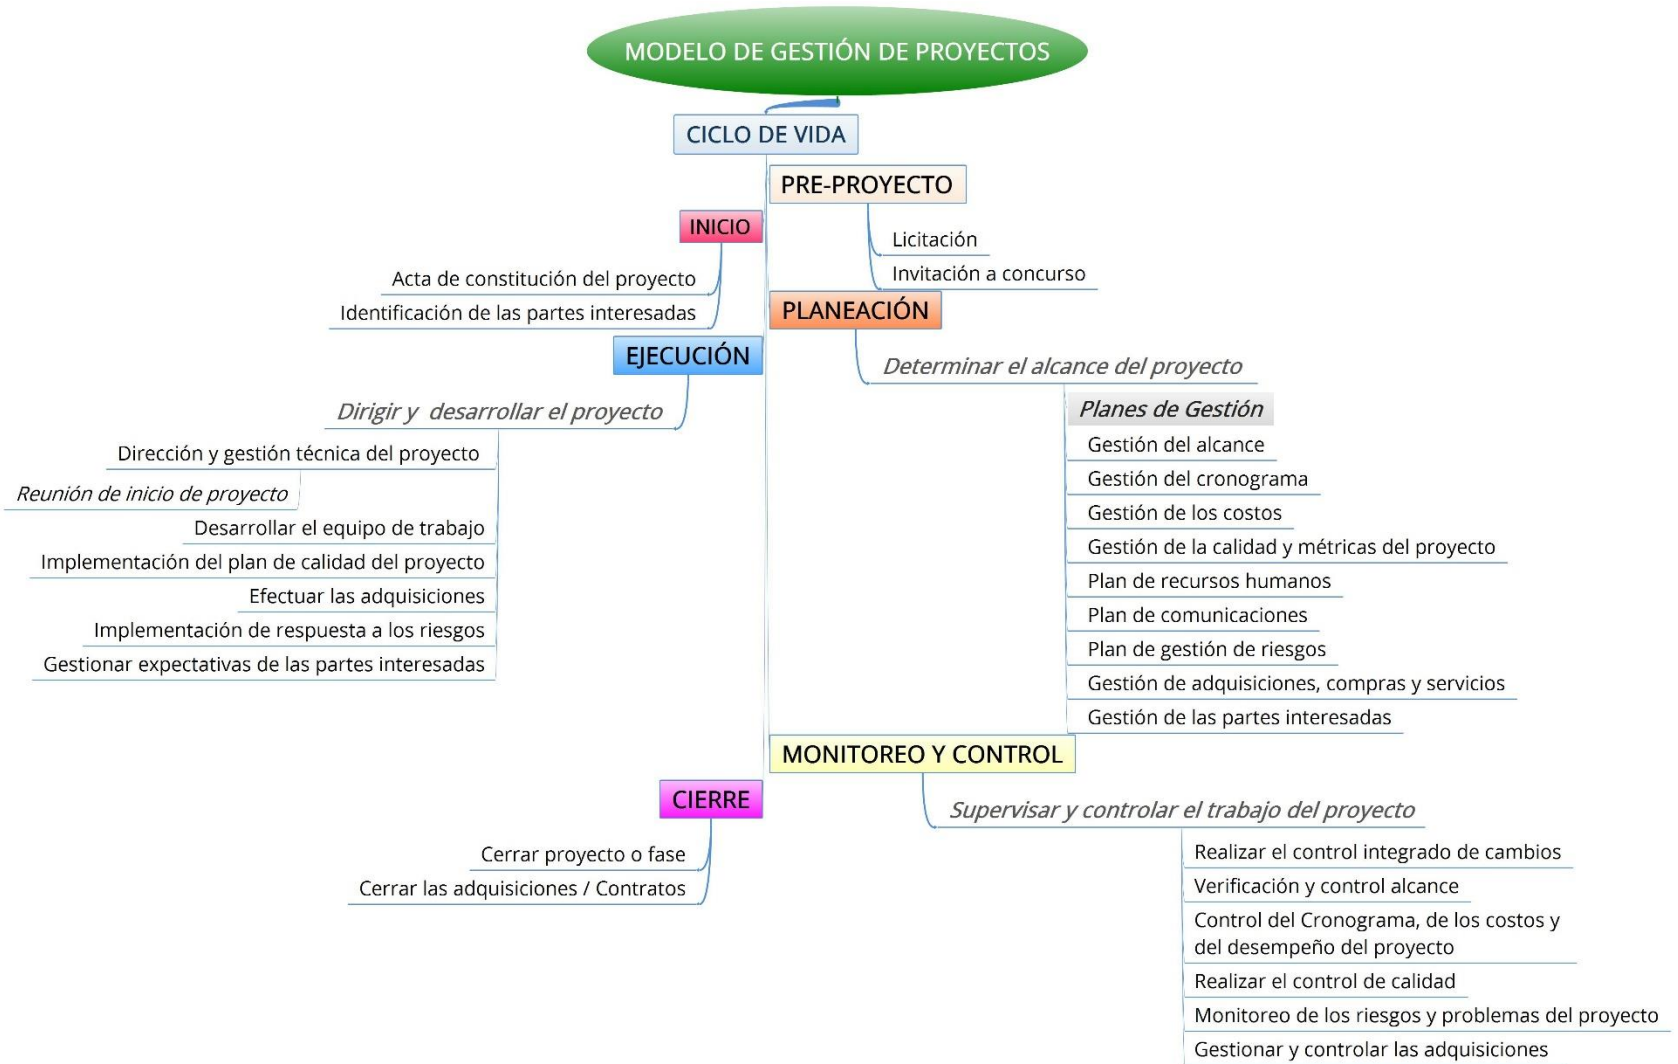 MODELO DE GESTIÓN DE PROYECTOS
CICLO DE VIDA
PRE-PROYECTO
Licitación
Invitación a concurso
INICIO
Acta de constitución del proyecto
Identificación de las partes interesadas
PLANEACIÓN
Determinar el alcance del proyecto
Planes de Gestión
Gestión del alcance
Gestión del cronograma
Gestión de los costos
Gestión de la calidad y métricas del proyecto
Plan de recursos humanos
Plan de comunicaciones
Plan de gestión de riesgos
Gestión de adquisiciones, compras y servicios
Gestión de las partes interesadas
EJECUCIÓN
Dirigir y desarrollar el proyecto
Dirección y gestión técnica del proyecto
Reunión de inicio de proyecto
Desarrollar el equipo de trabajo
Implementación del plan de calidad del proyecto
Efectuar las adquisiciones
Implementación de respuesta a los riesgos
Gestionar expectativas de las partes interesadas
MONITOREO Y CONTROL
Supervisar y controlar el trabajo del proyecto
Realizar el control integrado de cambios
Verificación y control alcance
Control del Cronograma, de los costos y
del desempeño del proyecto
Realizar el control de calidad
Monitoreo de los riesgos y problemas del proyecto
Gestionar y controlar las adquisiciones
CIERRE
Cerrar proyecto o fase
Cerrar las adquisiciones / Contratos